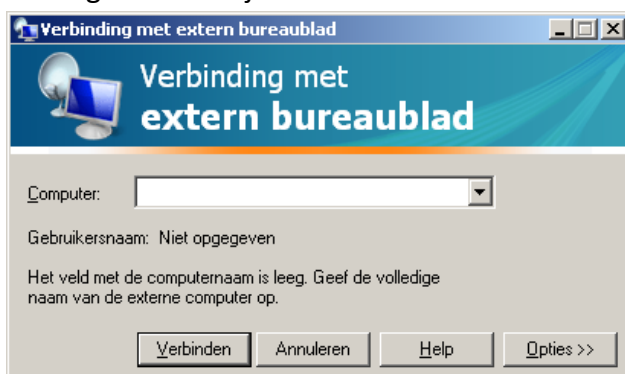 Verbinding met extern bureaublad
Verbinding met
extern bureaublad
Computer:
Gebruikersnaam: Niet opgegeven
Het veld met de computernaam is leeg. Geef de volledige
naam van de externe computer op.
Verbinden Annuleren Help Opties >>